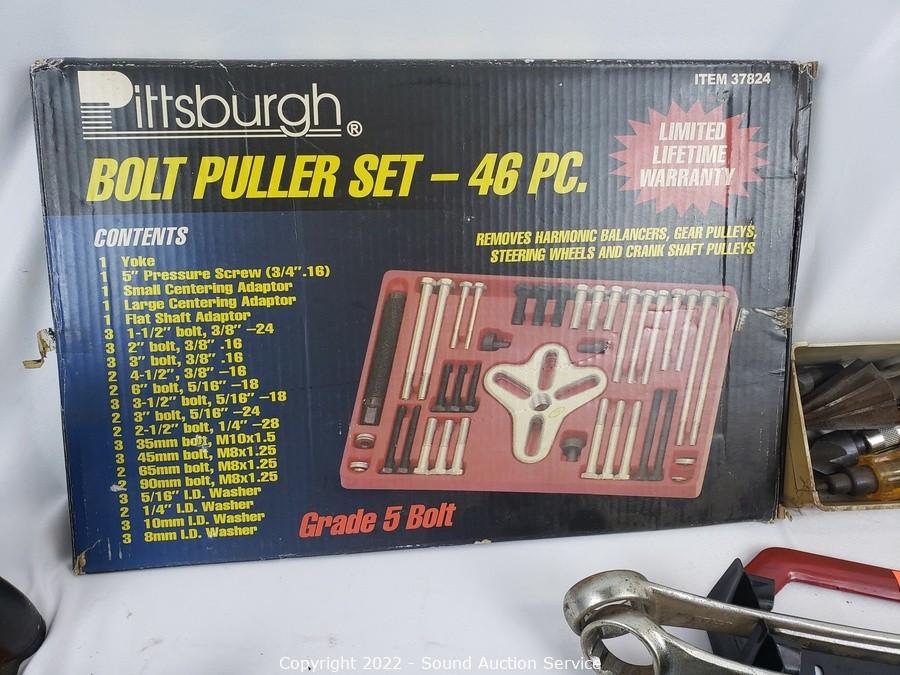 ITEM 37824
Pittsburgh®
LIMITED
LIFETIME
WARRANTY
BOLT PULLER SET – 46 PC.
CONTENTS
REMOVES HARMONIC BALANCERS, GEAR PULLEYS,
STEERING WHEELS AND CRANK SHAFT PULLEYS
1 Yoke
1 5" Pressure Screw (3/4".16)
1 Small Centering Adaptor
1 Large Centering Adaptor
1 Flat Shaft Adaptor
3 1-1/2" bolt, 3/8" –24
3 2" bolt, 3/8" .16
3 3" bolt, 3/8" .16
2 4-1/2", 3/8" –16
2 6" bolt, 5/16" –18
3 3-1/2" bolt, 5/16" –18
2 3" bolt, 5/16" –24
2 2-1/2" bolt, 1/4" –28
3 35mm bolt, M10x1.5
3 45mm bolt, M8x1.25
2 65mm bolt, M8x1.25
2 90mm bolt, M8x1.25
3 5/16" I.D. Washer
2 1/4" I.D. Washer
3 10mm I.D. Washer
3 8mm I.D. Washer
Grade 5 Bolt
Copyright 2022 - Sound Auction Service